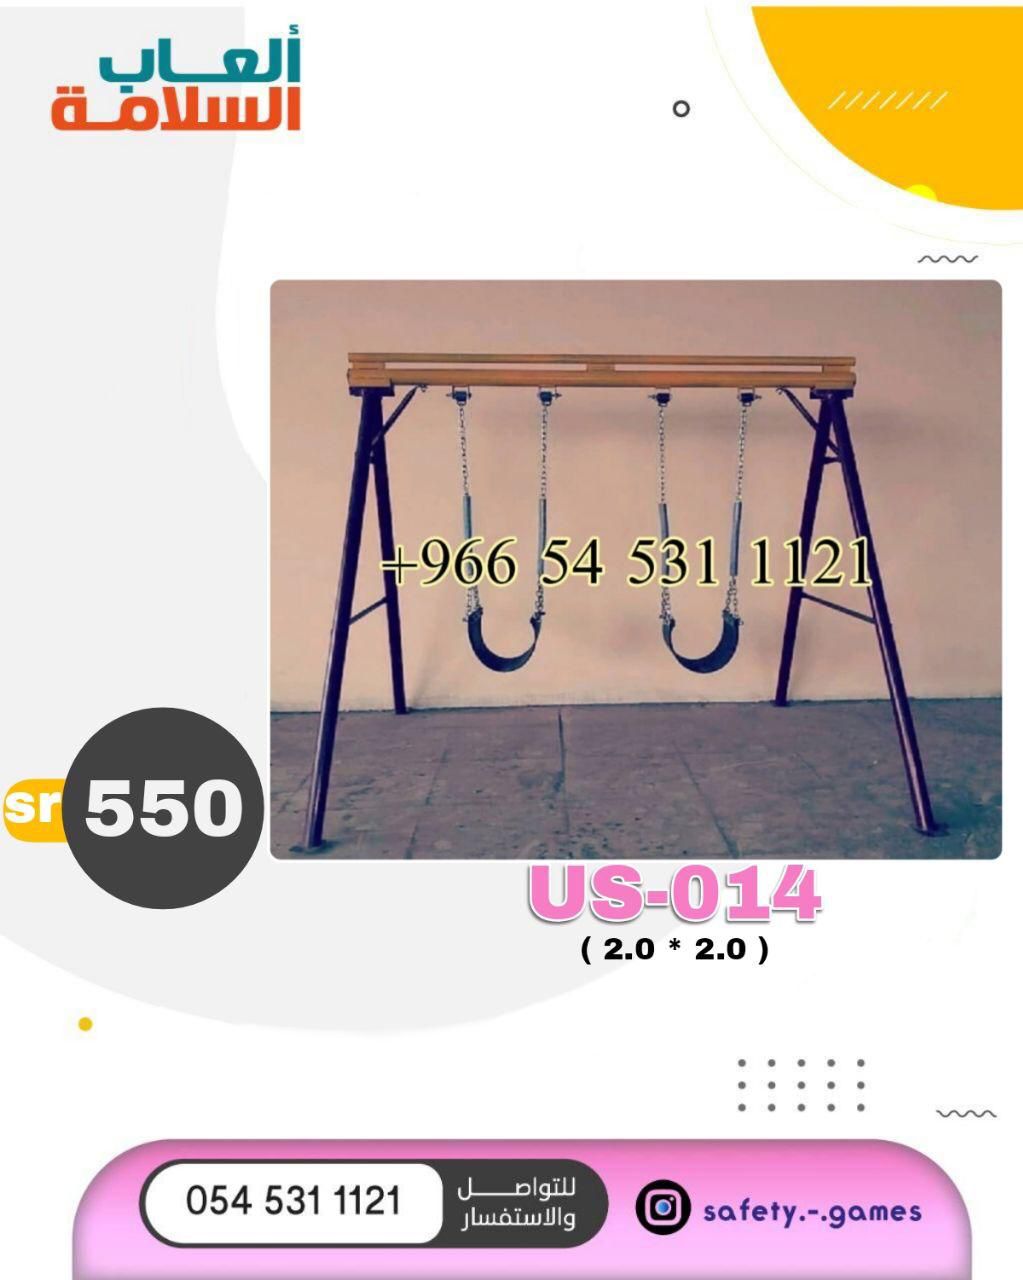 ألعاب
السلامة
+966 54 531 1121
sr 550
US-014
( 2.0 * 2.0 )
054 531 1121
للتواصل
والاستفسار
safety.-.games